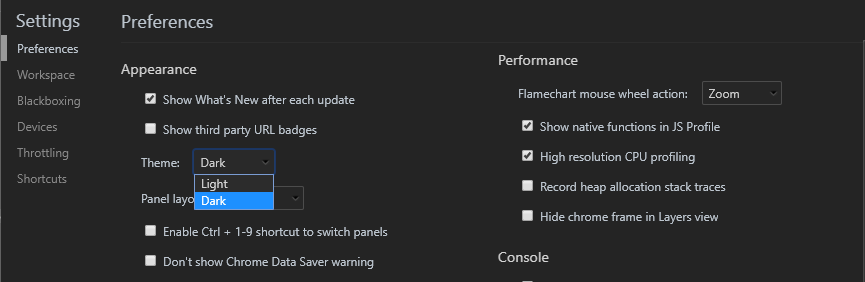 Settings
Preferences
Workspace
Blackboxing
Devices
Throttling
Shortcuts
Preferences
Appearance
Show What's New after each update
Show third party URL badges
Theme: Dark
Light
Dark
Panel layo
Enable Ctrl + 1-9 shortcut to switch panels
Don't show Chrome Data Saver warning
Performance
Flamechart mouse wheel action: Zoom
Show native functions in JS Profile
High resolution CPU profiling
Record heap allocation stack traces
Hide chrome frame in Layers view
Console